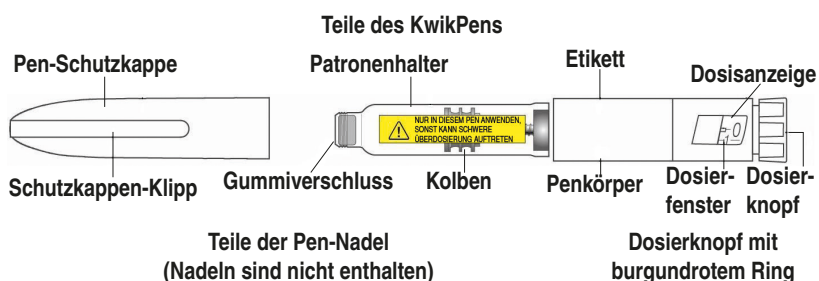 Teile des KwikPens
Pen-Schutzkappe
Patronenhalter
Etikett
Dosisanzeige
NUR IN DIESEM PEN ANWENDEN,
SONST KANN SCHWERE
ÜBERDOSIERUNG AUFTRETEN
0
Schutzkappen-Klipp
Gummiverschluss
Kolben
Penkörper
Dosier-
fenster
Dosier-
knopf
Teile der Pen-Nadel
(Nadeln sind nicht enthalten)
Dosierknopf mit
burgundrotem Ring